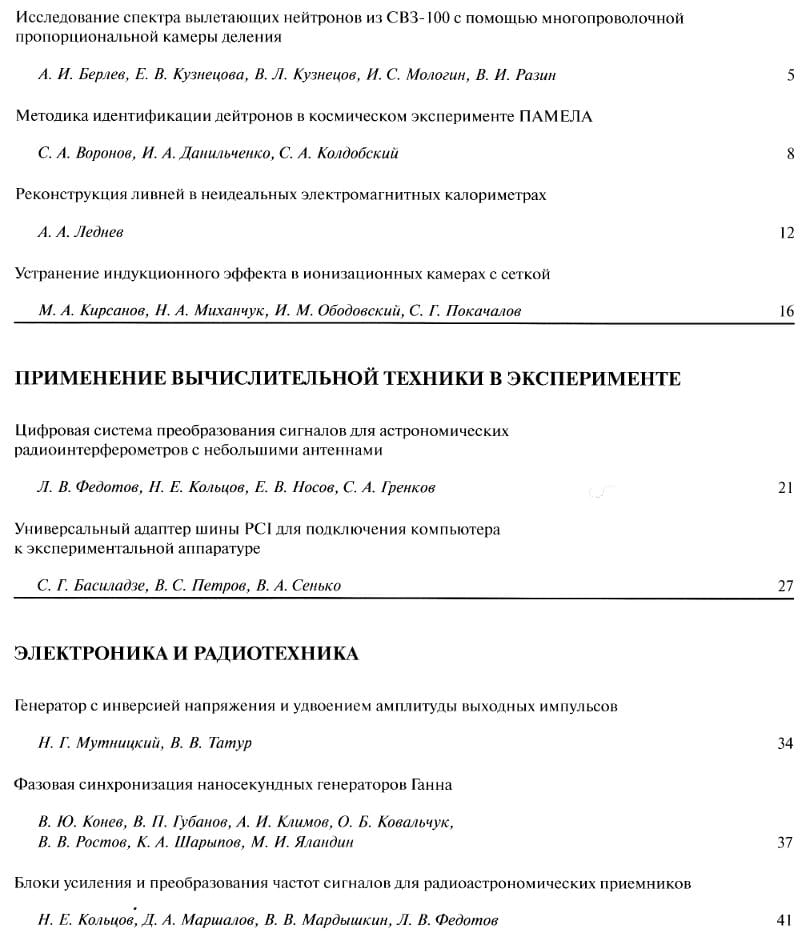 Исследование спектра вылетающих нейтронов из СВЗ-100 с помощью многопроволочной
пропорциональной камеры деления
А. И. Берлев, Е. В. Кузнецова, В. Л. Кузнецов, И. С. Мологин, В. И. Разин 5
Методика идентификации дейтронов в космическом эксперименте ПАМЕЛА
С. А. Воронов, И. А. Данильченко, С. А. Колдобский 8
Реконструкция ливней в неидеальных электромагнитных калориметрах
А. А. Леднев 12
Устранение индукционного эффекта в ионизационных камерах с сеткой
М. А. Кирсанов, Н. А. Миханчук, И. М. Ободовский, С. Г. Покачалов 16
ПРИМЕНЕНИЕ ВЫЧИСЛИТЕЛЬНОЙ ТЕХНИКИ В ЭКСПЕРИМЕНТЕ
Цифровая система преобразования сигналов для астрономических
радиоинтерферометров с небольшими антеннами
Л. В. Федотов, Н. Е. Кольцов, Е. В. Носов, С. А. Гренков 21
Универсальный адаптер шины PCI для подключения компьютера
к экспериментальной аппаратуре
С. Г. Басиладзе, В. С. Петров, В. А. Сенько 27
ЭЛЕКТРОНИКА И РАДИОТЕХНИКА
Генератор с инверсией напряжения и удвоением амплитуды выходных импульсов
Н. Г. Мутницкий, В. В. Татур 34
Фазовая синхронизация наносекундных генераторов Ганна
В. Ю. Конев, В. П. Губанов, А. И. Климов, О. Б. Ковальчук,
В. В. Ростов, К. А. Шарыпов, М. И. Яландин 37
Блоки усиления и преобразования частот сигналов для радиоастрономических приемников
Н. Е. Кольцов, Д. А. Маршалов, В. В. Мардышкин, Л. В. Федотов 41